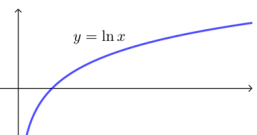 y = ln x